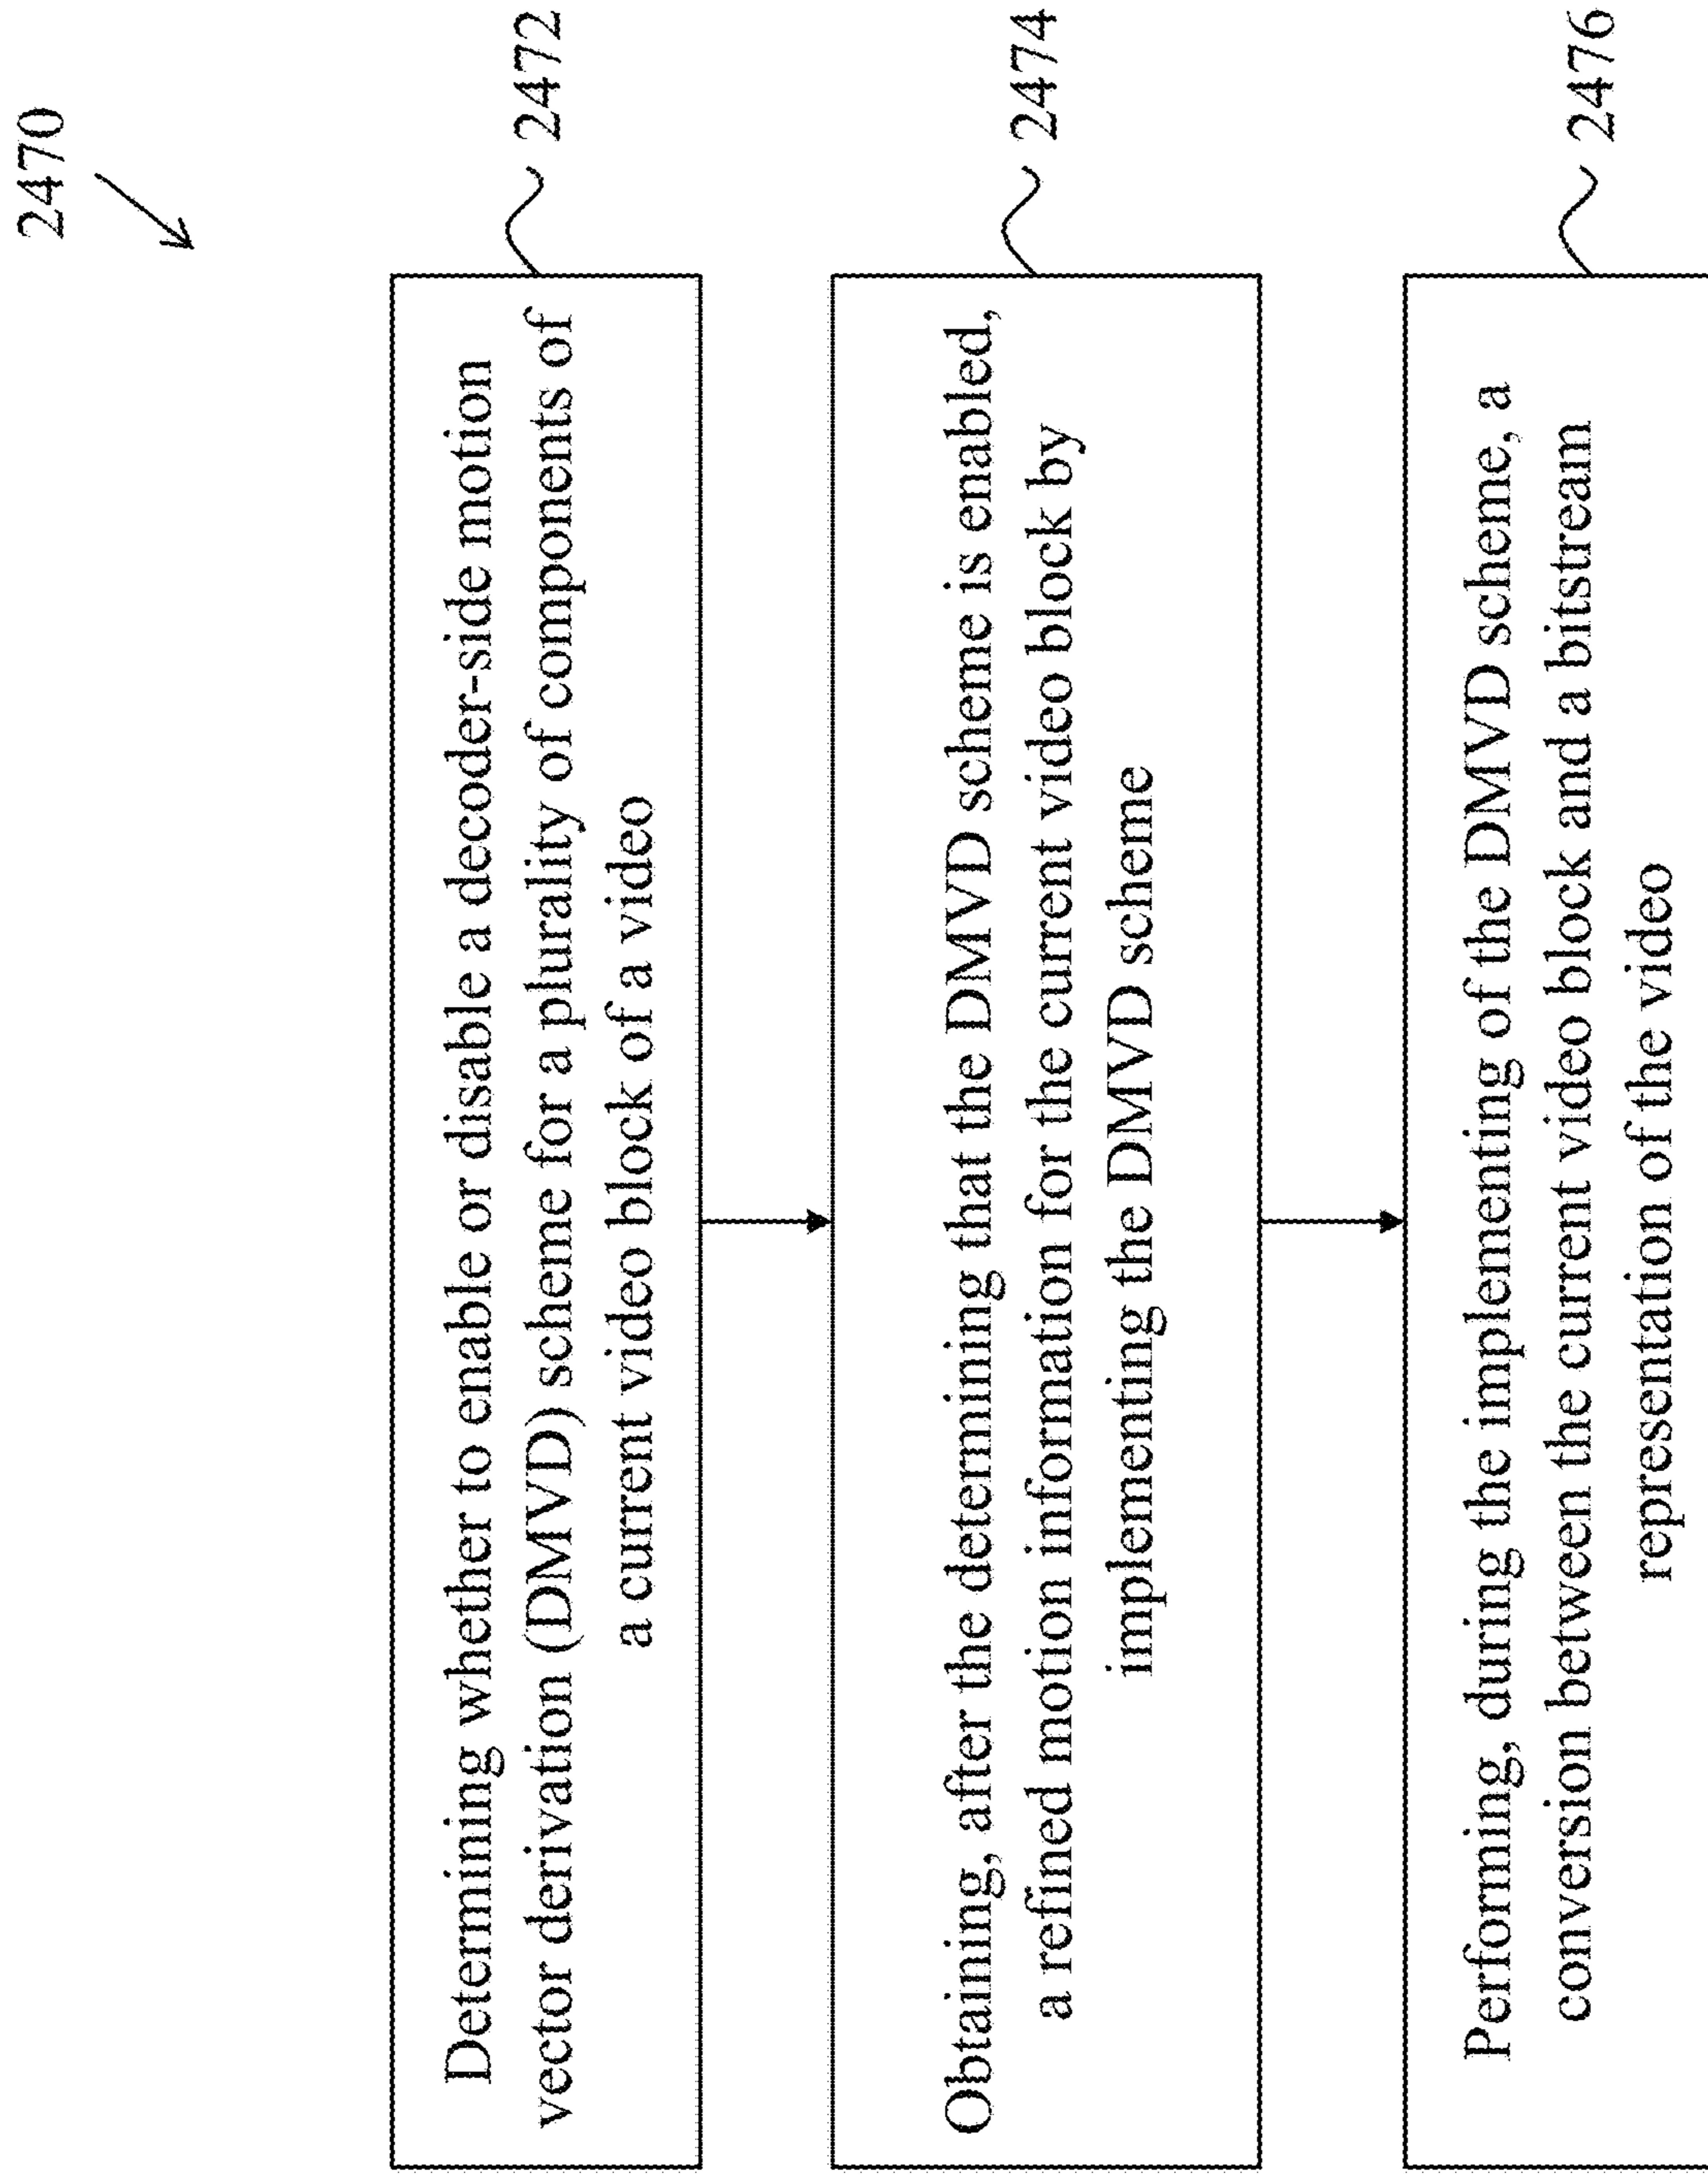 2470
Determining whether to enable or disable a decoder-side motion
vector derivation (DMVD) scheme for a plurality of components of
a current video block of a video
2472
Obtaining, after the determining that the DMVD scheme is enabled,
a refined motion information for the current video block by
implementing the DMVD scheme
2474
Performing, during the implementing of the DMVD scheme, a
conversion between the current video block and a bitstream
representation of the video
2476